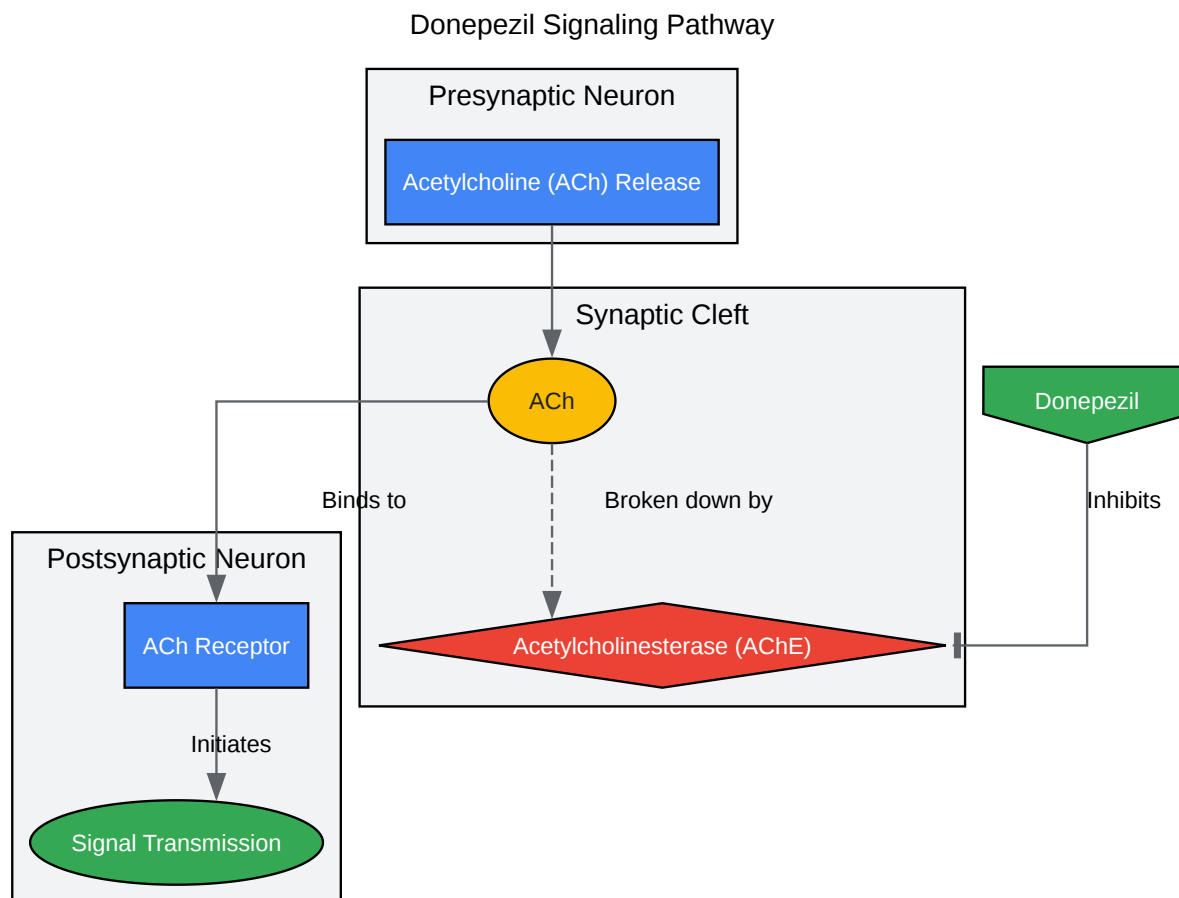 Donepezil Signaling Pathway
Presynaptic Neuron
Acetylcholine (ACh) Release
Synaptic Cleft
ACh
Donepezil
Binds to
Broken down by
Inhibits
Postsynaptic Neuron
ACh Receptor
Acetylcholinesterase (AChE)
Initiates
Signal Transmission